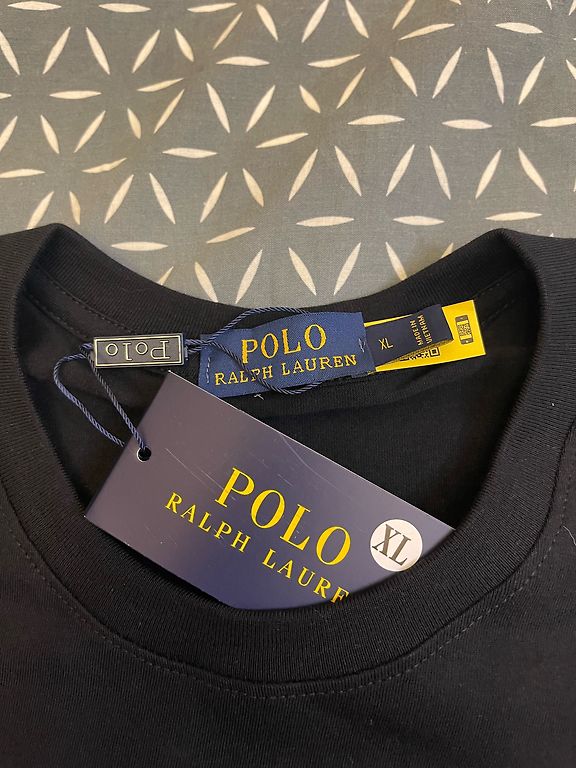 Polo
POLO
RALPH LAUREN
XL
MADE IN
VIETNAM
POLO
RALPH LAURE
XL